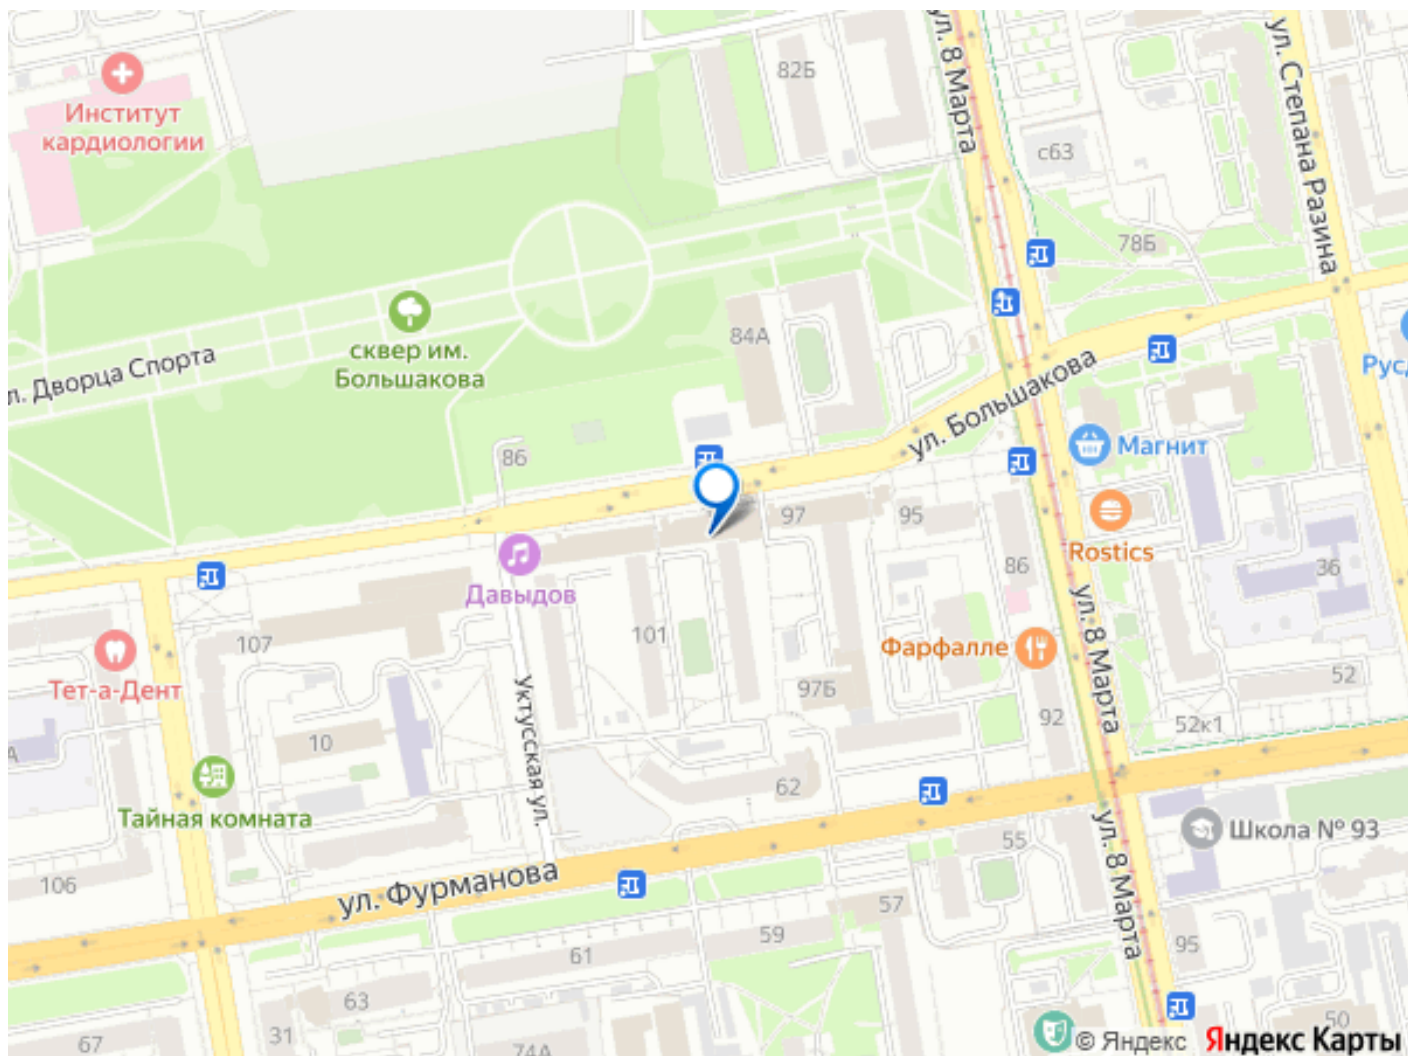 ул. 8 Марта
ул. Степана Разина
82Б
Институт
кардиологии
с63
78Б
84А
сквер им.
Большакова
л. Дворца Спорта
ул. Большакова
Русд
Магнит
86
97
95
Rostics
86
36
Давыдов
ул. 8 Марта
101
107
Фарфалле
Тет-а-Дент
97Б
52
Уктусская ул.
92
52к1
10
62
Тайная комната
ул. 8 Марта
Школа № 93
55
106
ул. Фурманова
57
59
95
61
63
31
50
67
74А
© Яндекс Яндекс Карты